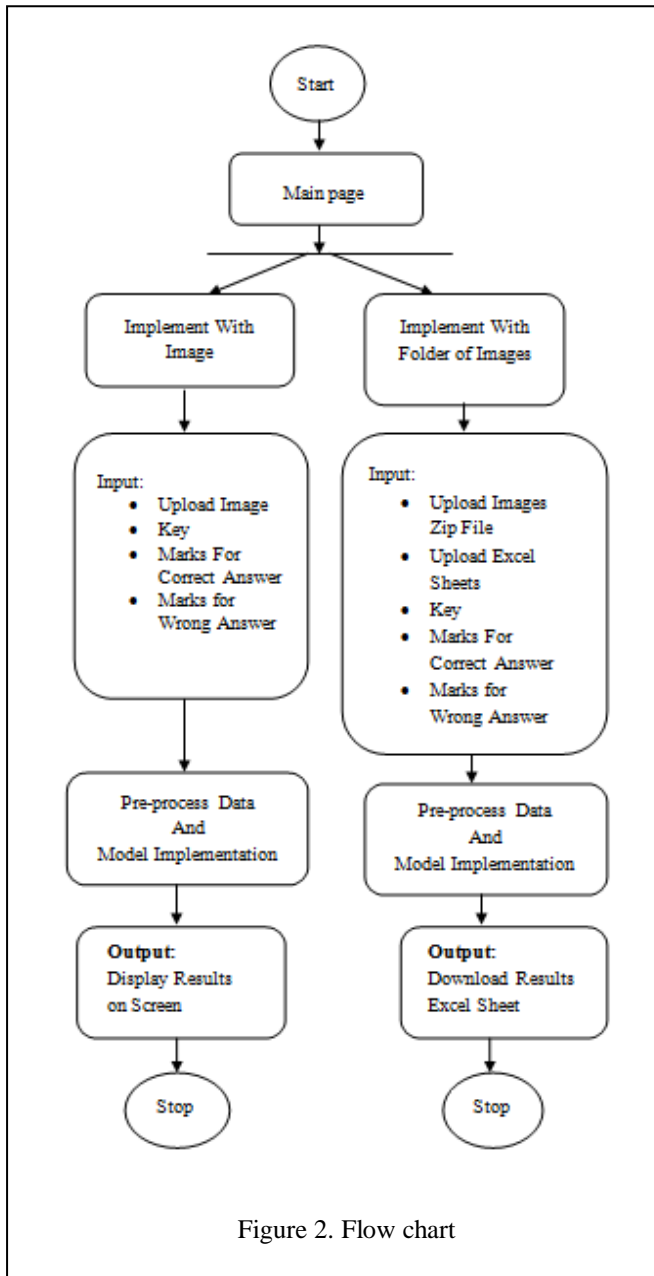 Start
Main page
Implement With
Image
Implement With
Folder of Images
Input:
• Upload Image
• Key
• Marks For
Correct Answer
• Marks for
Wrong Answer
Input:
• Upload Images
Zip File
• Upload Excel
Sheets
• Key
• Marks For
Correct Answer
• Marks for
Wrong Answer
Pre-process Data
And
Model Implementation
Pre-process Data
And
Model Implementation
Output:
Display Results
on Screen
Output:
Download Results
Excel Sheet
Stop
Stop
Figure 2. Flow chart